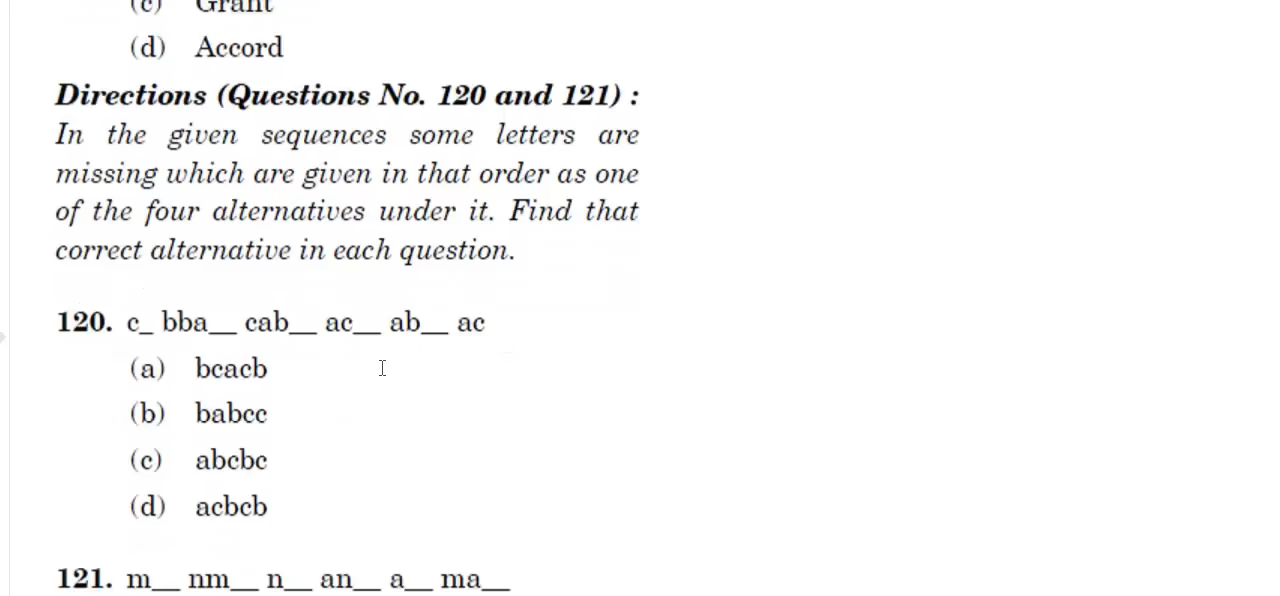 (c) Grant
(d) Accord
Directions (Questions No. 120 and 121) :
In the given sequences some letters are
missing which are given in that order as one
of the four alternatives under it. Find that
correct alternative in each question.
120. c_ bba__ cab__ ac__ ab__ ac
(a) bcacb
(b) babcc
(c) abcbc
(d) acbcb
121. m__ nm__ n__ an__ a__ ma__